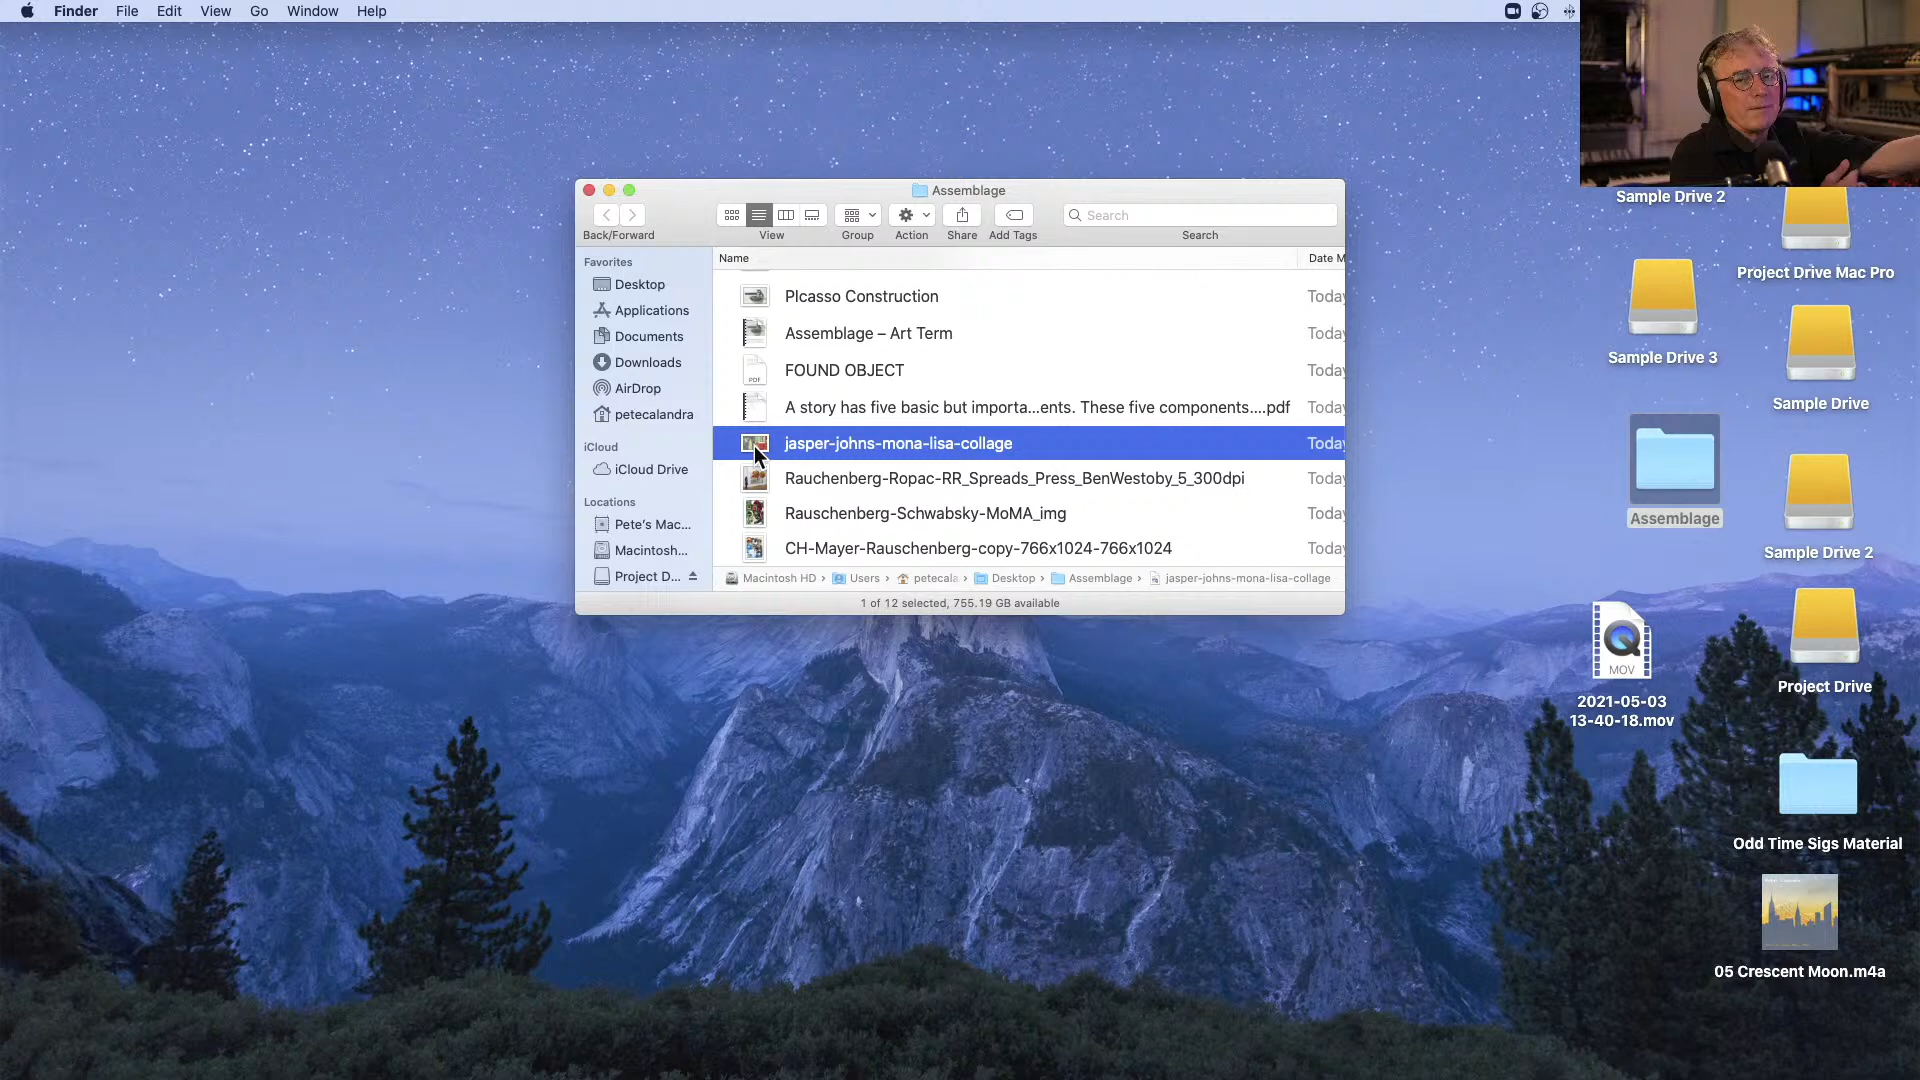 Finder File Edit View Go Window Help
Assemblage
Back/Forward View Group Action Share Add Tags Search
Search
Favorites
Desktop
Applications
Documents
Downloads
AirDrop
petecalandra
iCloud
iCloud Drive
Locations
Pete's Mac...
Macintosh...
Project D...
Name Date M
PIcasso Construction Today
Assemblage – Art Term Today
PDF
FOUND OBJECT Today
A story has five basic but importa...ents. These five components....pdf Today
jasper-johns-mona-lisa-collage Today
Rauchenberg-Ropac-RR_Spreads_Press_BenWestoby_5_300dpi Today
Rauschenberg-Schwabsky-MoMA_img Today
CH-Mayer-Rauschenberg-copy-766x1024-766x1024 Today
Macintosh HD › Users › petecala › Desktop › Assemblage › jasper-johns-mona-lisa-collage
1 of 12 selected, 755.19 GB available
Sample Drive 2
Project Drive Mac Pro
Sample Drive 3
Sample Drive
Assemblage
Sample Drive 2
MOV
2021-05-03
13-40-18.mov
Project Drive
Odd Time Sigs Material
05 Crescent Moon.m4a